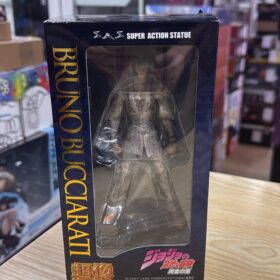 S.A.S SUPER ACTION STATUE
BRUNO BUCCIARATI
超像
ジョジョの
奇妙な冒険
黄金の風